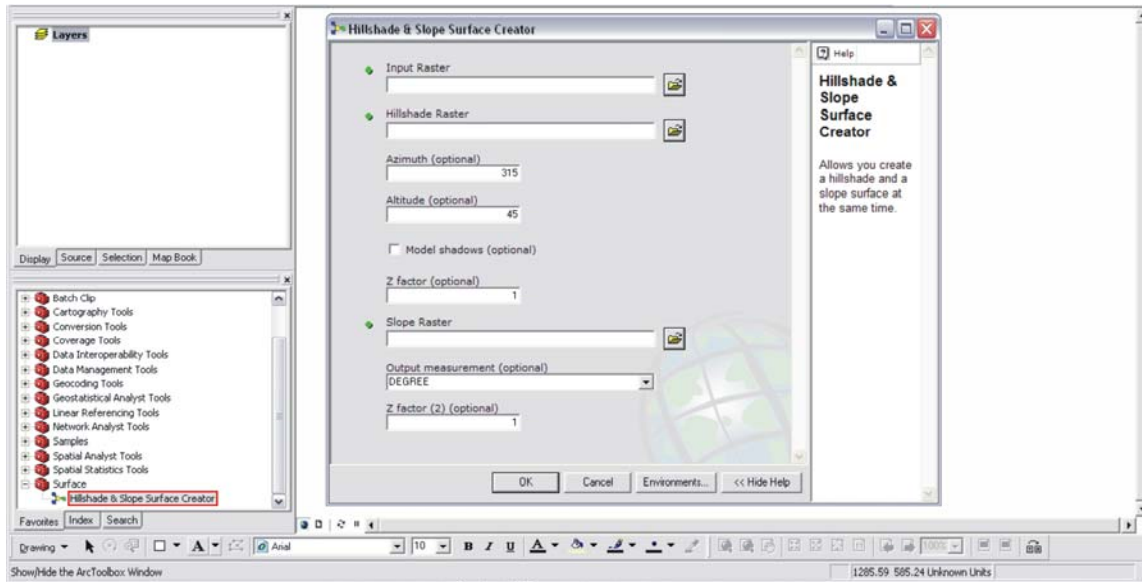 Layers
Display
Source
Selection
Map Book
Batch Clip
Cartography Tools
Conversion Tools
Coverage Tools
Data Interoperability Tools
Data Management Tools
Geocoding Tools
Geostatistical Analyst Tools
Linear Referencing Tools
Network Analyst Tools
Samples
Spatial Analyst Tools
Spatial Statistics Tools
Surface
Hillshade & Slope Surface Creator
Favorites
Index
Search
Hillshade & Slope Surface Creator
Input Raster
Hillshade Raster
Azimuth (optional)
315
Altitude (optional)
45
Model shadows (optional)
Z factor (optional)
1
Slope Raster
Output measurement (optional)
DEGREE
Z factor (2) (optional)
1
OK
Cancel
Environments...
<< Hide Help
Help
Hillshade &
Slope
Surface
Creator
Allows you create
a hillshade and a
slope surface at
the same time.
Drawing
A
Arial
10
B I U
A
100%
Show/Hide the ArcToolbox Window
1285.59 585.24 Unknown Units